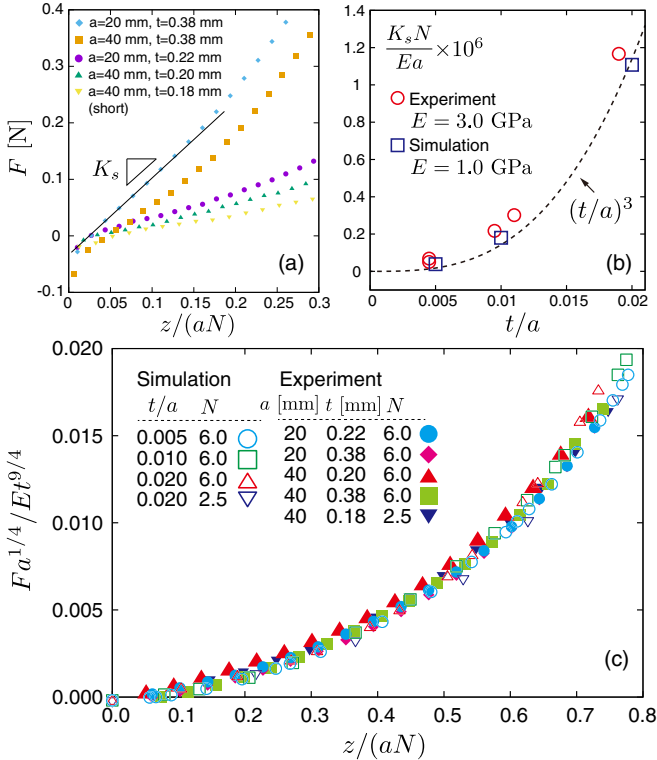 a=20 mm, t=0.38 mm
a=40 mm, t=0.38 mm
a=20 mm, t=0.22 mm
a=40 mm, t=0.20 mm
a=40 mm, t=0.18 mm
(short)
0.4
0.3
0.2
0.1
0
-0.1
F [N]
K_s
(a)
0
0.05
0.1
0.15
0.2
0.25
0.3
z/(aN)
1.4
1.2
1
0.8
0.6
0.4
0.2
0
K_s N / Ea ×10^6
Experiment
E = 3.0 GPa
Simulation
E = 1.0 GPa
(t/a)^3
(b)
0.005
0.01
0.015
0.02
t/a
0.020
0.015
0.010
0.005
0.000
Fa^{1/4}/Et^{9/4}
Simulation
t/a N
0.005 6.0
0.010 6.0
0.020 6.0
0.020 2.5
Experiment
a [mm] t [mm] N
20 0.22 6.0
20 0.38 6.0
40 0.20 6.0
40 0.38 6.0
40 0.18 2.5
(c)
0.0
0.1
0.2
0.3
0.4
0.5
0.6
0.7
0.8
z/(aN)